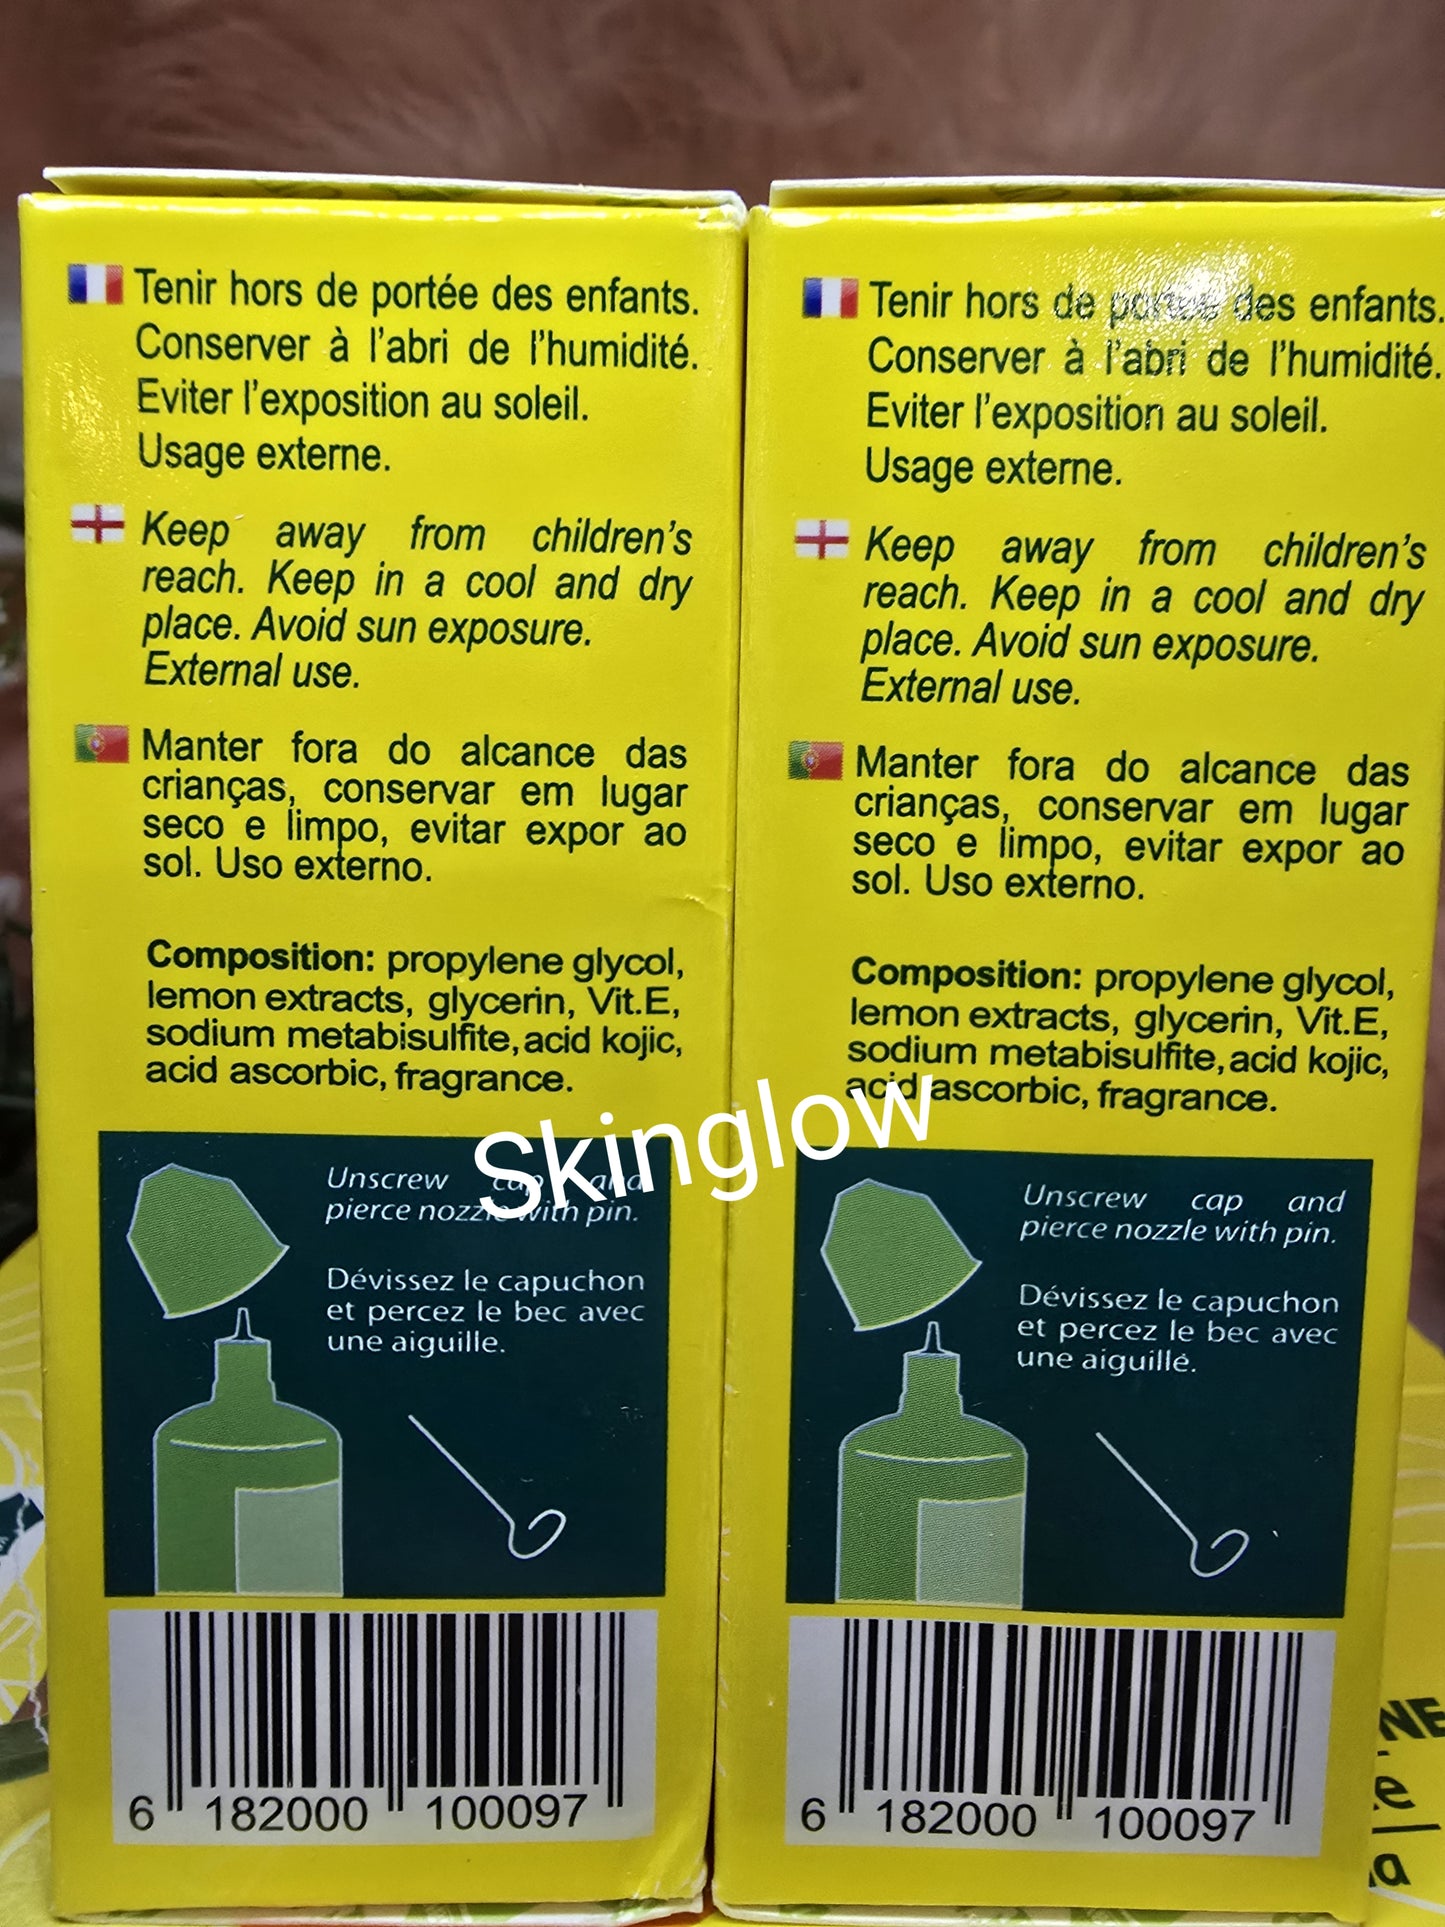 Tenir hors de portée des enfants.
Conserver à l'abri de l'humidité.
Eviter l'exposition au soleil.
Usage externe.
Keep away from children's
reach. Keep in a cool and dry
place. Avoid sun exposure.
External use.
Manter fora do alcance das
crianças, conservar em lugar
seco e limpo, evitar expor ao
sol. Uso externo.
Composition: propylene glycol,
lemon extracts, glycerin, Vit.E,
sodium metabisulfite, acid kojic,
acid ascorbic, fragrance.
Unscrew cap and
pierce nozzle with pin.
Dévissez le capuchon
et percez le bec avec
une aiguille.
6 182000 100097
Tenir hors de portée des enfants.
Conserver à l'abri de l'humidité.
Eviter l'exposition au soleil.
Usage externe.
Keep away from children's
reach. Keep in a cool and dry
place. Avoid sun exposure.
External use.
Manter fora do alcance das
crianças, conservar em lugar
seco e limpo, evitar expor ao
sol. Uso externo.
Composition: propylene glycol,
lemon extracts, glycerin, Vit.E,
sodium metabisulfite, acid kojic,
acid ascorbic, fragrance.
Unscrew cap and
pierce nozzle with pin.
Dévissez le capuchon
et percez le bec avec
une aiguille.
6 182000 100097
Skinglow